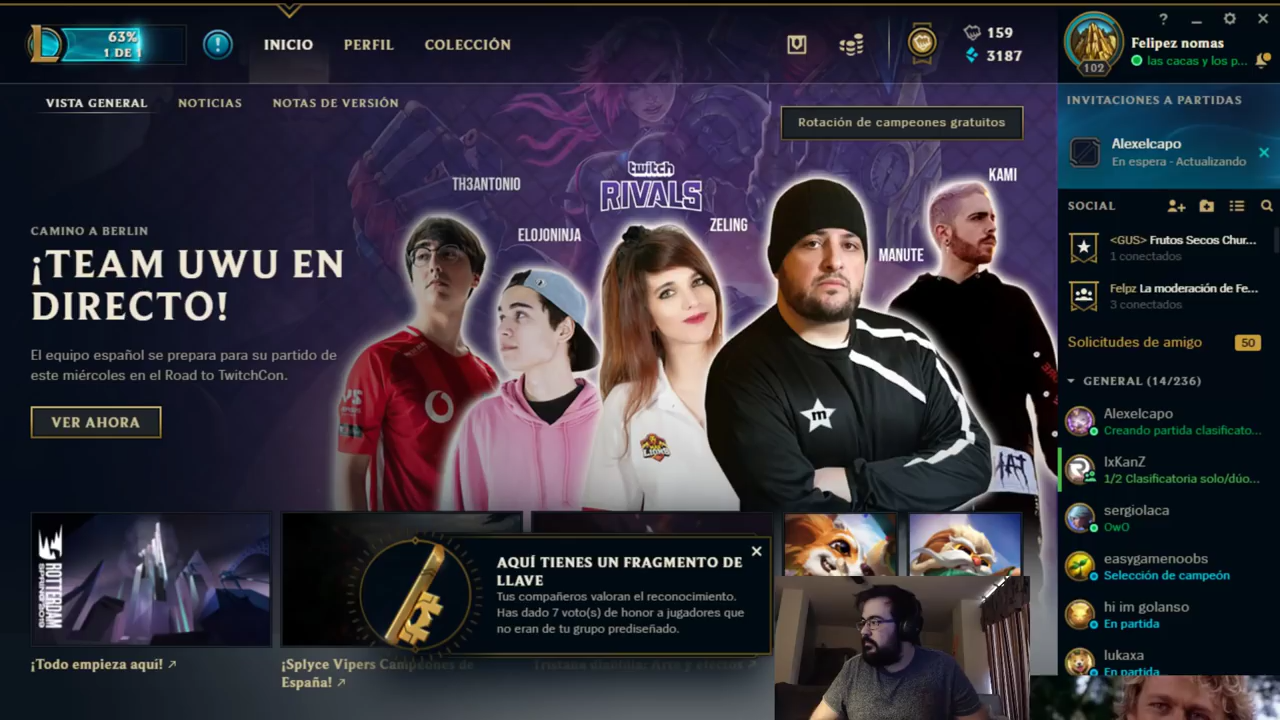 63%
1 DE 1
INICIO
PERFIL
COLECCIÓN
159
3187
102
Felipez nomas
las cacas y los p...
VISTA GENERAL
NOTICIAS
NOTAS DE VERSIÓN
Rotación de campeones gratuitos
INVITACIONES A PARTIDAS
Alexelcapo
En espera - Actualizando
SOCIAL
<GUS> Frutos Secos Chur...
1 conectados
Felpz La moderación de Fe...
3 conectados
Solicitudes de amigo
50
GENERAL (14/236)
Alexelcapo
Creando partida clasificato...
IxKanZ
1/2 Clasificatoria solo/dúo...
sergiolaca
OwO
easygamenoobs
Selección de campeón
hi im golanso
En partida
lukaxa
En partida
twitch
RIVALS
TH3ANTONIO
ELOJONINJA
ZELING
MANUTE
KAMI
CAMINO A BERLIN
¡TEAM UWU EN
DIRECTO!
El equipo español se prepara para su partido de
este miércoles en el Road to TwitchCon.
VER AHORA
LIONS
m
ROTTERDAM
¡Todo empieza aquí! ↗
¡Splyce Vipers Campeones de
España! ↗
AQUÍ TIENES UN FRAGMENTO DE
LLAVE
Tus compañeros valoran el reconocimiento.
Has dado 7 voto(s) de honor a jugadores que
no eran de tu grupo prediseñado.